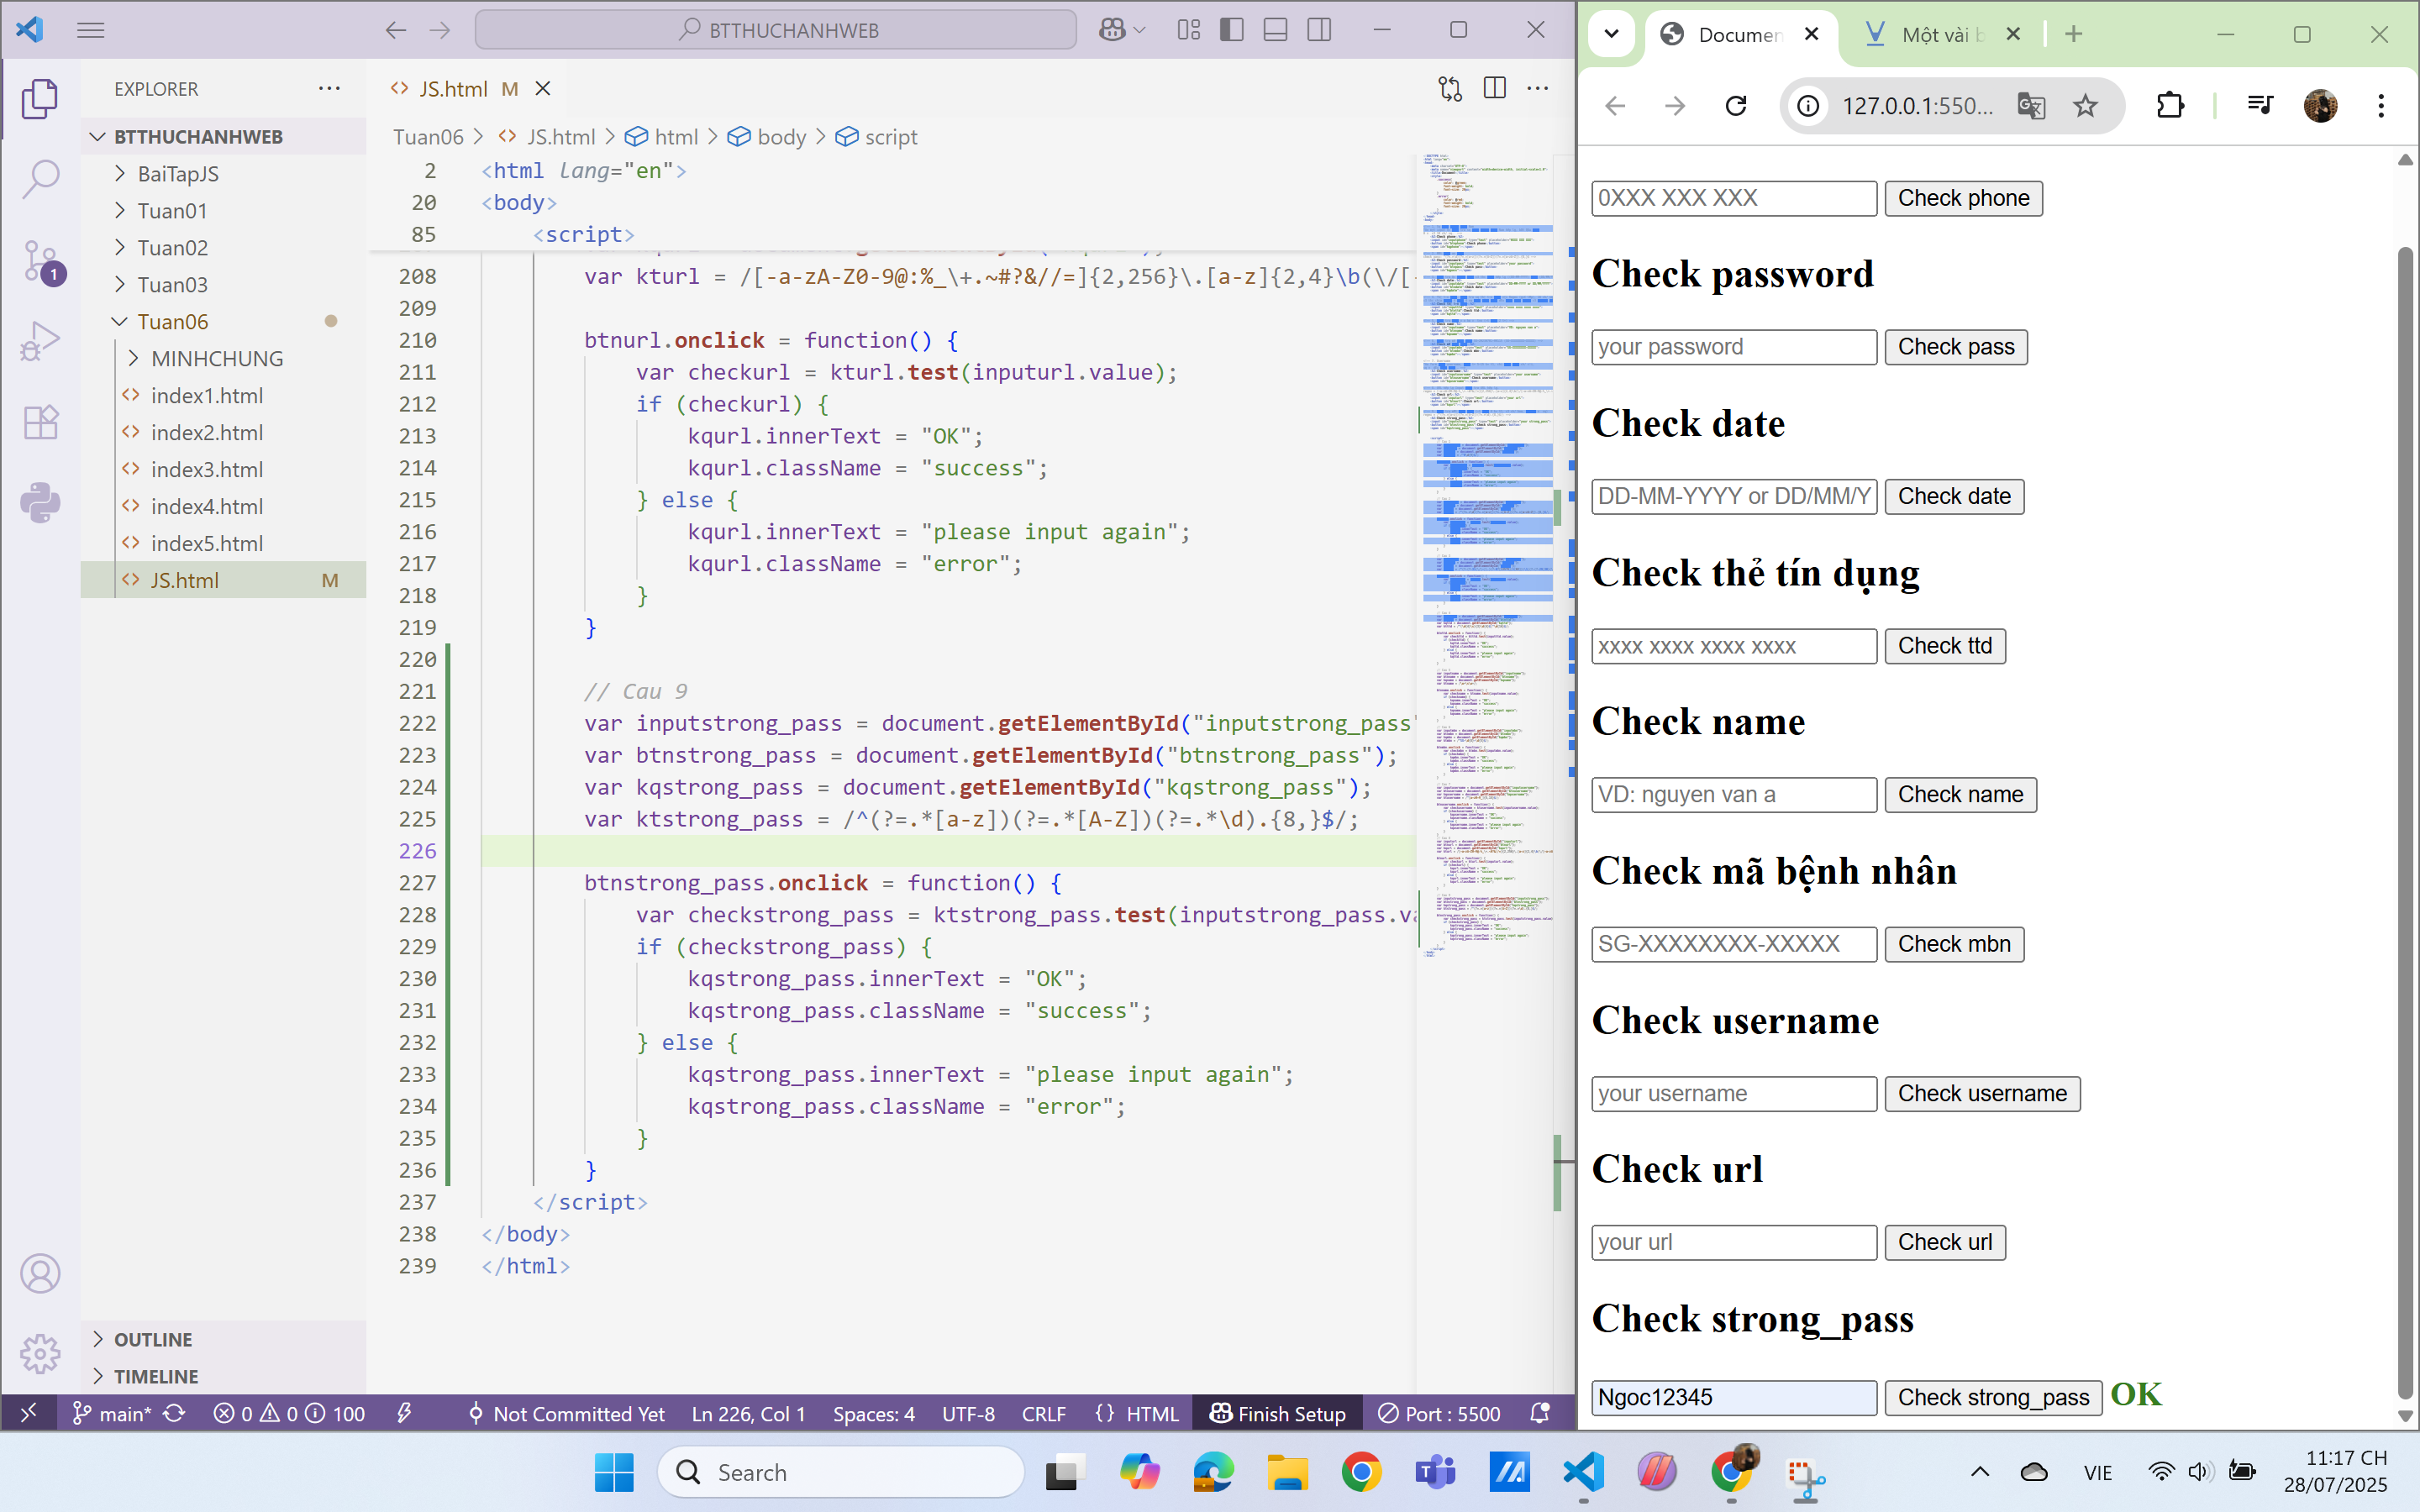 BTTHUCHANHWEB
EXPLORER
BTTHUCHANHWEB
BaiTapJS
Tuan01
Tuan02
Tuan03
Tuan06
MINHCHUNG
index1.html
index2.html
index3.html
index4.html
index5.html
JS.html M
OUTLINE
TIMELINE
1
JS.html M
Tuan06 > JS.html > html > body > script
2 <html lang="en">
20 <body>
85 <script>
208 var kturl = /[-a-zA-Z0-9@:%_\+.~#?&//=]{2,256}\.[a-z]{2,4}\b(\/[
209
210 btnurl.onclick = function() {
211 var checkurl = kturl.test(inputurl.value);
212 if (checkurl) {
213 kqurl.innerText = "OK";
214 kqurl.className = "success";
215 } else {
216 kqurl.innerText = "please input again";
217 kqurl.className = "error";
218 }
219 }
220
221 // Cau 9
222 var inputstrong_pass = document.getElementById("inputstrong_pass"
223 var btnstrong_pass = document.getElementById("btnstrong_pass");
224 var kqstrong_pass = document.getElementById("kqstrong_pass");
225 var ktstrong_pass = /^(?=.*[a-z])(?=.*[A-Z])(?=.*\d).{8,}$/;
226
227 btnstrong_pass.onclick = function() {
228 var checkstrong_pass = ktstrong_pass.test(inputstrong_pass.va
229 if (checkstrong_pass) {
230 kqstrong_pass.innerText = "OK";
231 kqstrong_pass.className = "success";
232 } else {
233 kqstrong_pass.innerText = "please input again";
234 kqstrong_pass.className = "error";
235 }
236 }
237 </script>
238 </body>
239 </html>
main* 0 0 100 Not Committed Yet Ln 226, Col 1 Spaces: 4 UTF-8 CRLF {} HTML Finish Setup Port : 5500
Documen Một vài b
127.0.0.1:550...
0XXX XXX XXX Check phone
Check password
your password Check pass
Check date
DD-MM-YYYY or DD/MM/Y Check date
Check thẻ tín dụng
xxxx xxxx xxxx xxxx Check ttd
Check name
VD: nguyen van a Check name
Check mã bệnh nhân
SG-XXXXXXXX-XXXXX Check mbn
Check username
your username Check username
Check url
your url Check url
Check strong_pass
Ngoc12345 Check strong_pass OK
Search
VIE
11:17 CH
28/07/2025